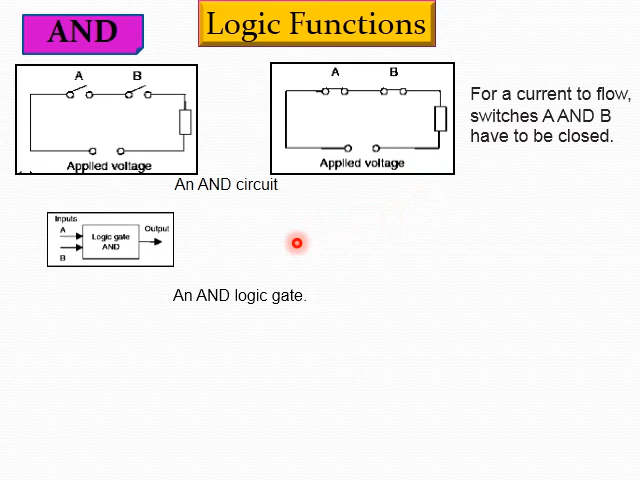 AND
Logic Functions
A B
Applied voltage
A B
Applied voltage
For a current to flow,
switches A AND B
have to be closed.
An AND circuit
Inputs
A
Logic gate
AND
Output
B
An AND logic gate.